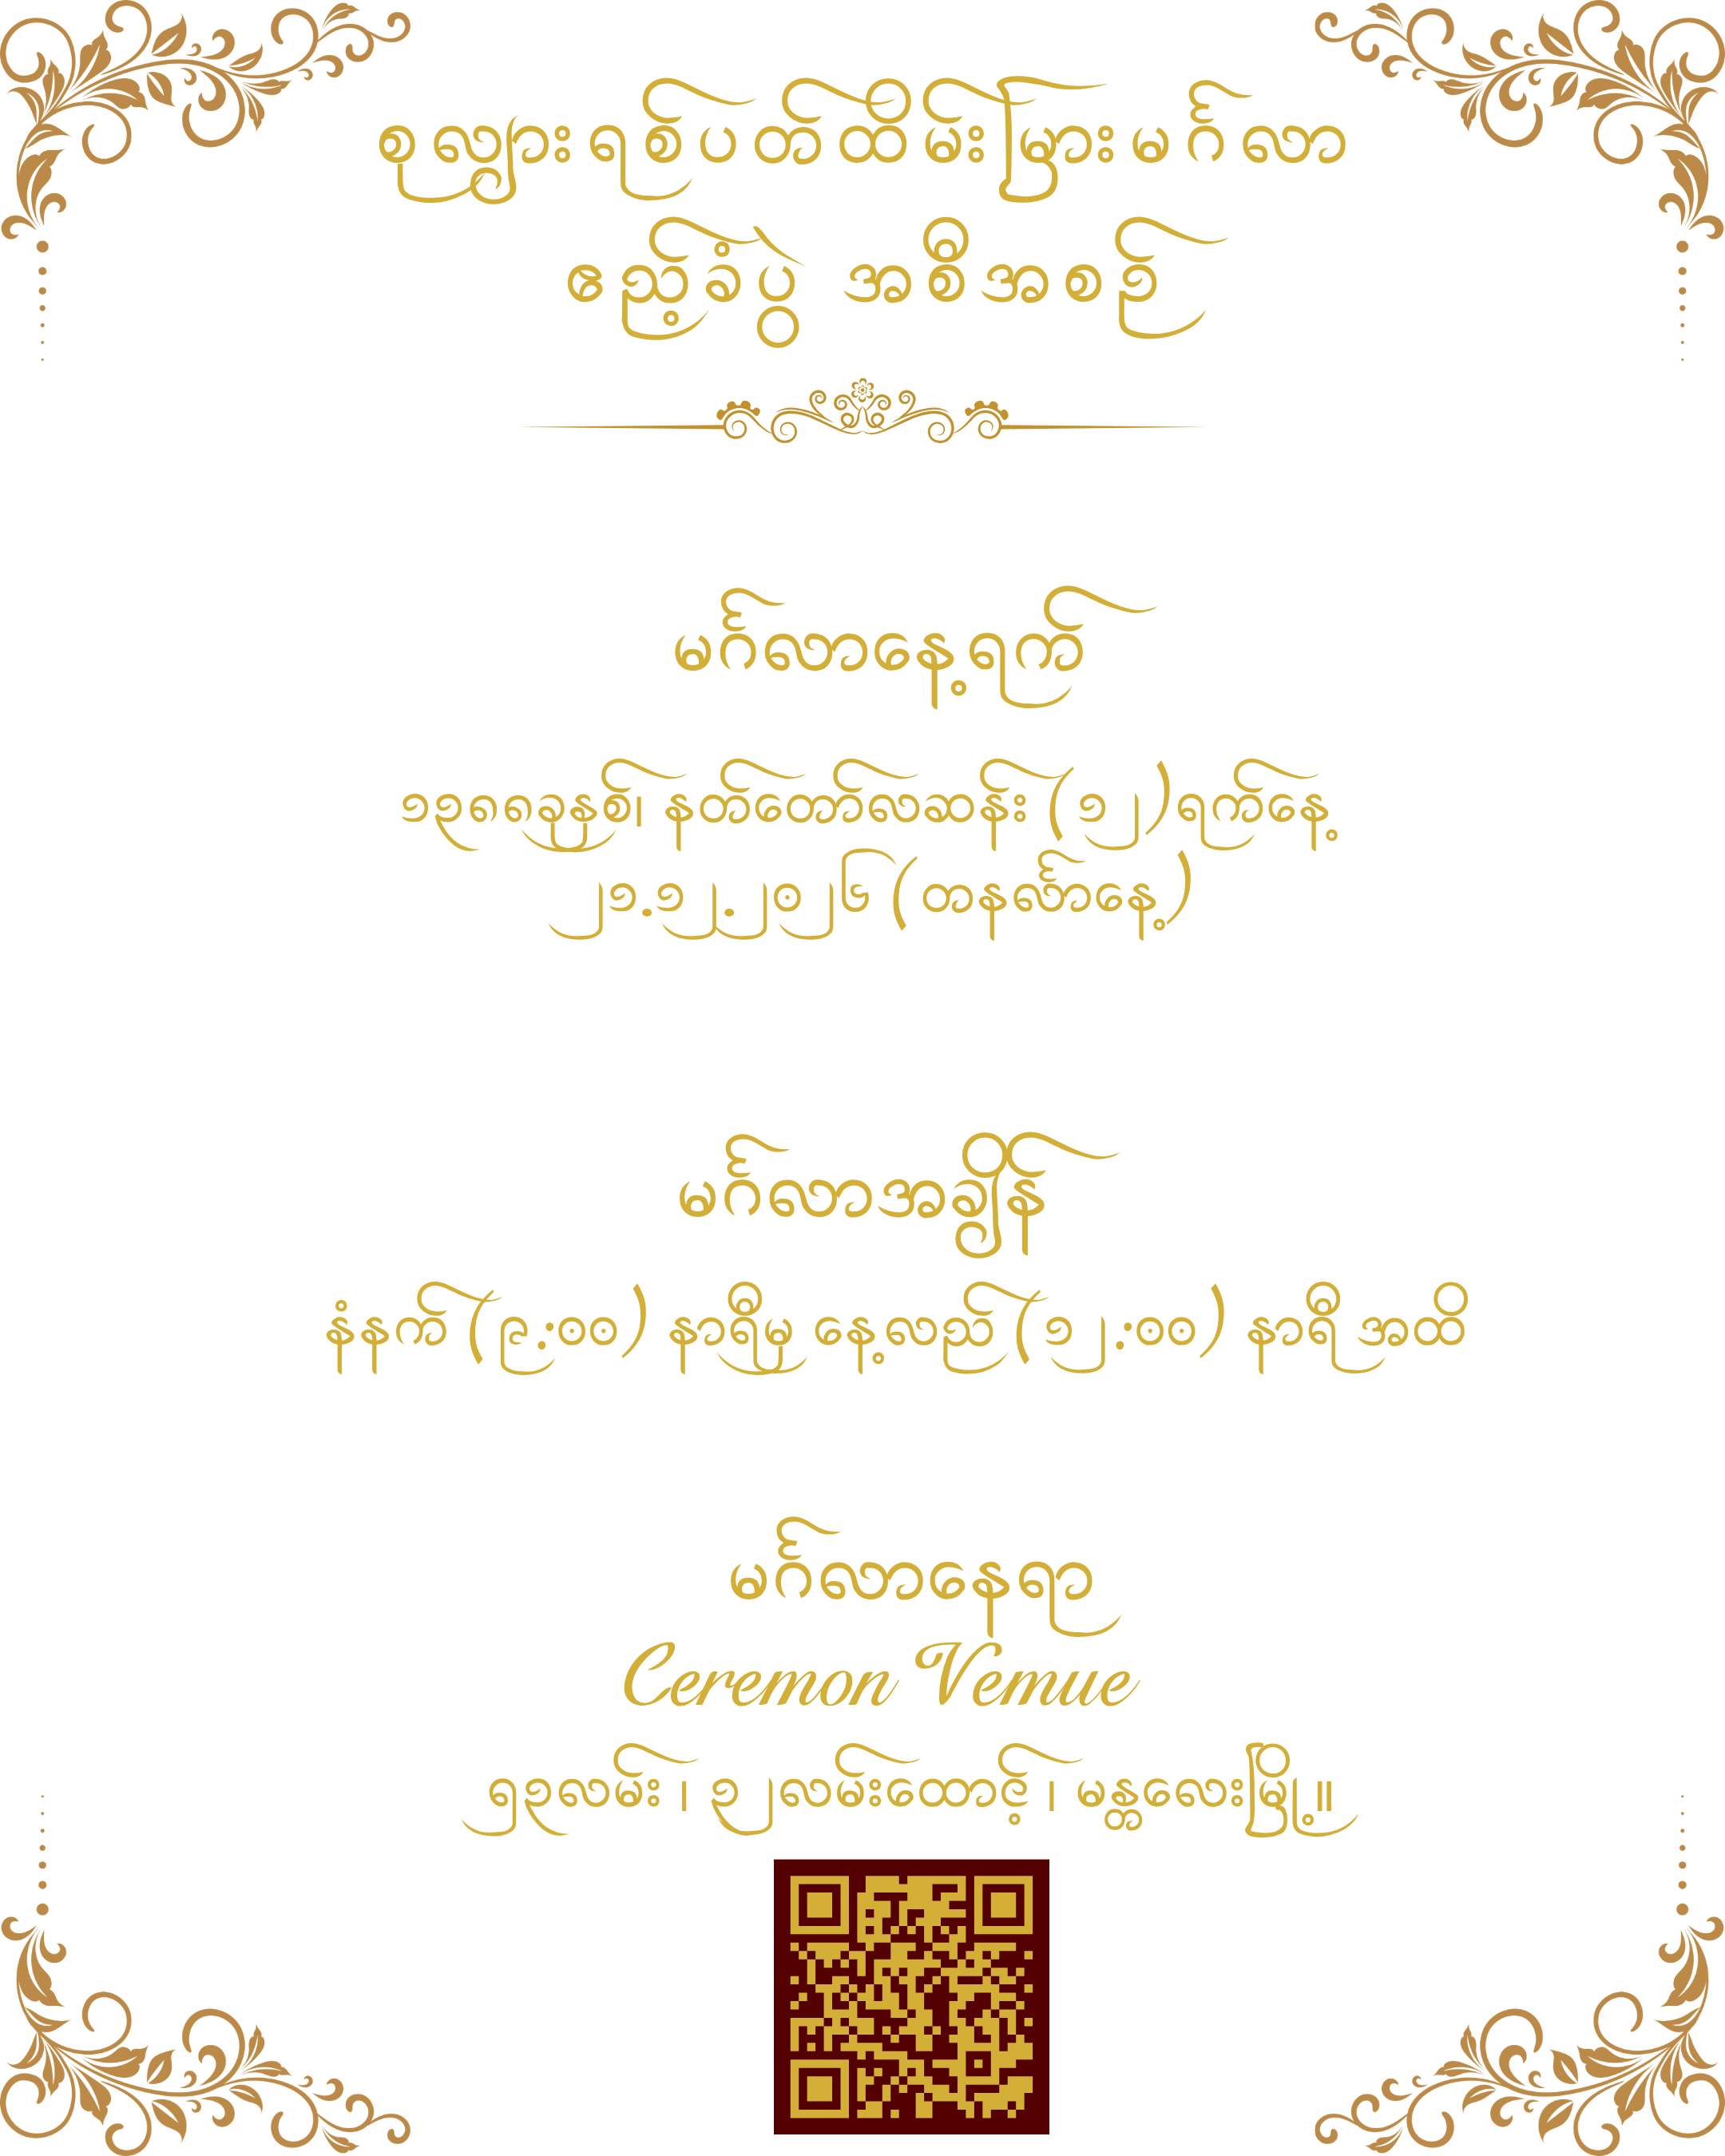 စုလျားရစ်ပတ်ထိမ်းမြားမင်္ဂလာ
ဧည့်ခံပွဲ အစီအစဉ်
မင်္ဂလာနေ့ရက်
၁၃၈၈ခုနှစ်၊ နတ်တော်လဆန်း(၁၂)ရက်နေ့
၂၁.၁၂.၂၀၂၆(တနင်္လာနေ့)
မင်္ဂလာအချိန်
နံနက်(၉:၀၀) နာရီမှ နေ့လည်(၁၂:၀၀) နာရီအထိ
မင်္ဂလာနေရာ
Ceremon Venue
၅၃လမ်း၊ ၃၂လမ်းထောင့်၊ မန္တလေးမြို့။